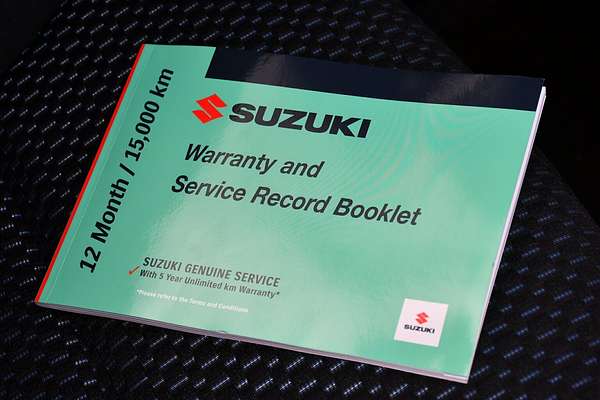 12 Month / 15,000 km
SUZUKI
Warranty and
Service Record Booklet
SUZUKI GENUINE SERVICE
With 5 Year Unlimited km Warranty*
*Please refer to the Terms and Conditions
SUZUKI